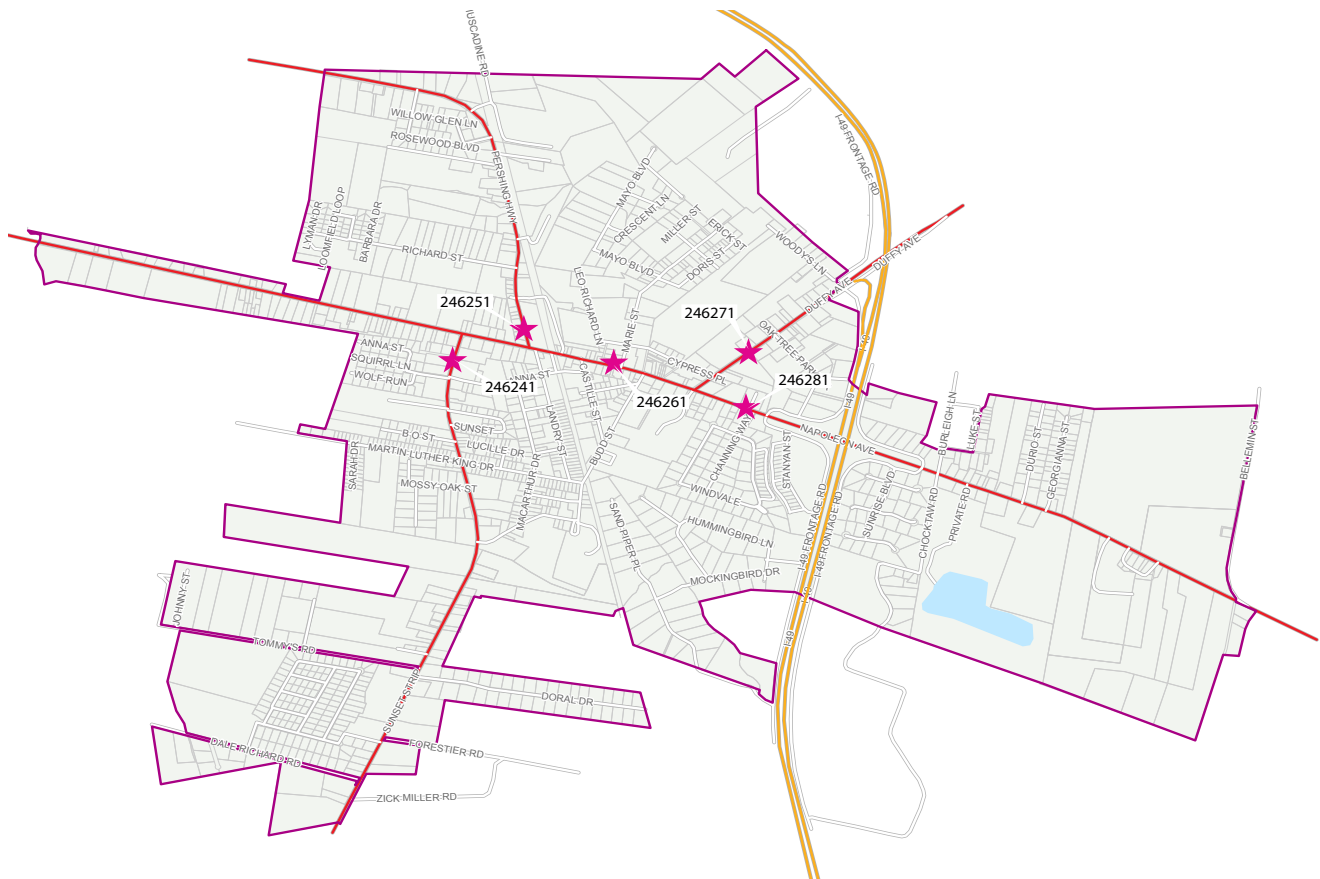 MUSCADINE RD
WILLOW GLEN LN
ROSEWOOD BLVD
PERSHING HWY
I-49 FRONTAGE RD
MAYO BLVD
CRESCENT LN
MILLER ST
ERICK ST
WOODY'S LN
DUFFY AVE
LYMAN DR
LOOMFIELD LOOP
BARBARA DR
RICHARD ST
MAYO BLVD
DORIS ST
LEO RICHARD LN
MARIE ST
246251
246271
DUFFY AVE
OAK TREE PARK
I-49
ANNA ST
SQUIRRL LN
WOLF RUN
246241
ANNA ST
CASTILLE ST
246261
CYPRESS PL
246281
I-49
NAPOLEON AVE
BURLEIGH LN
LUKE ST
DURIO ST
GEORGIANNA ST
BELLEMIN ST
SUNSET
B O ST
LUCILLE DR
MARTIN LUTHER KING DR
SARAH DR
MOSSY OAK ST
LANDRY ST
BUDD ST
MACARTHUR DR
CHANNING WAY
STANYAN ST
WINDVALE
SUNRISE BLVD
CHOCKTAW RD
PRIVATE RD
SAND PIPER PL
HUMMINGBIRD LN
MOCKINGBIRD DR
I-49 FRONTAGE RD
I-49 FRONTAGE RD
I-49
I-49
JOHNNY ST
TOMMY'S RD
SUNSET STRIP
DORAL DR
DALE RICHARD RD
FORESTIER RD
ZICK MILLER RD